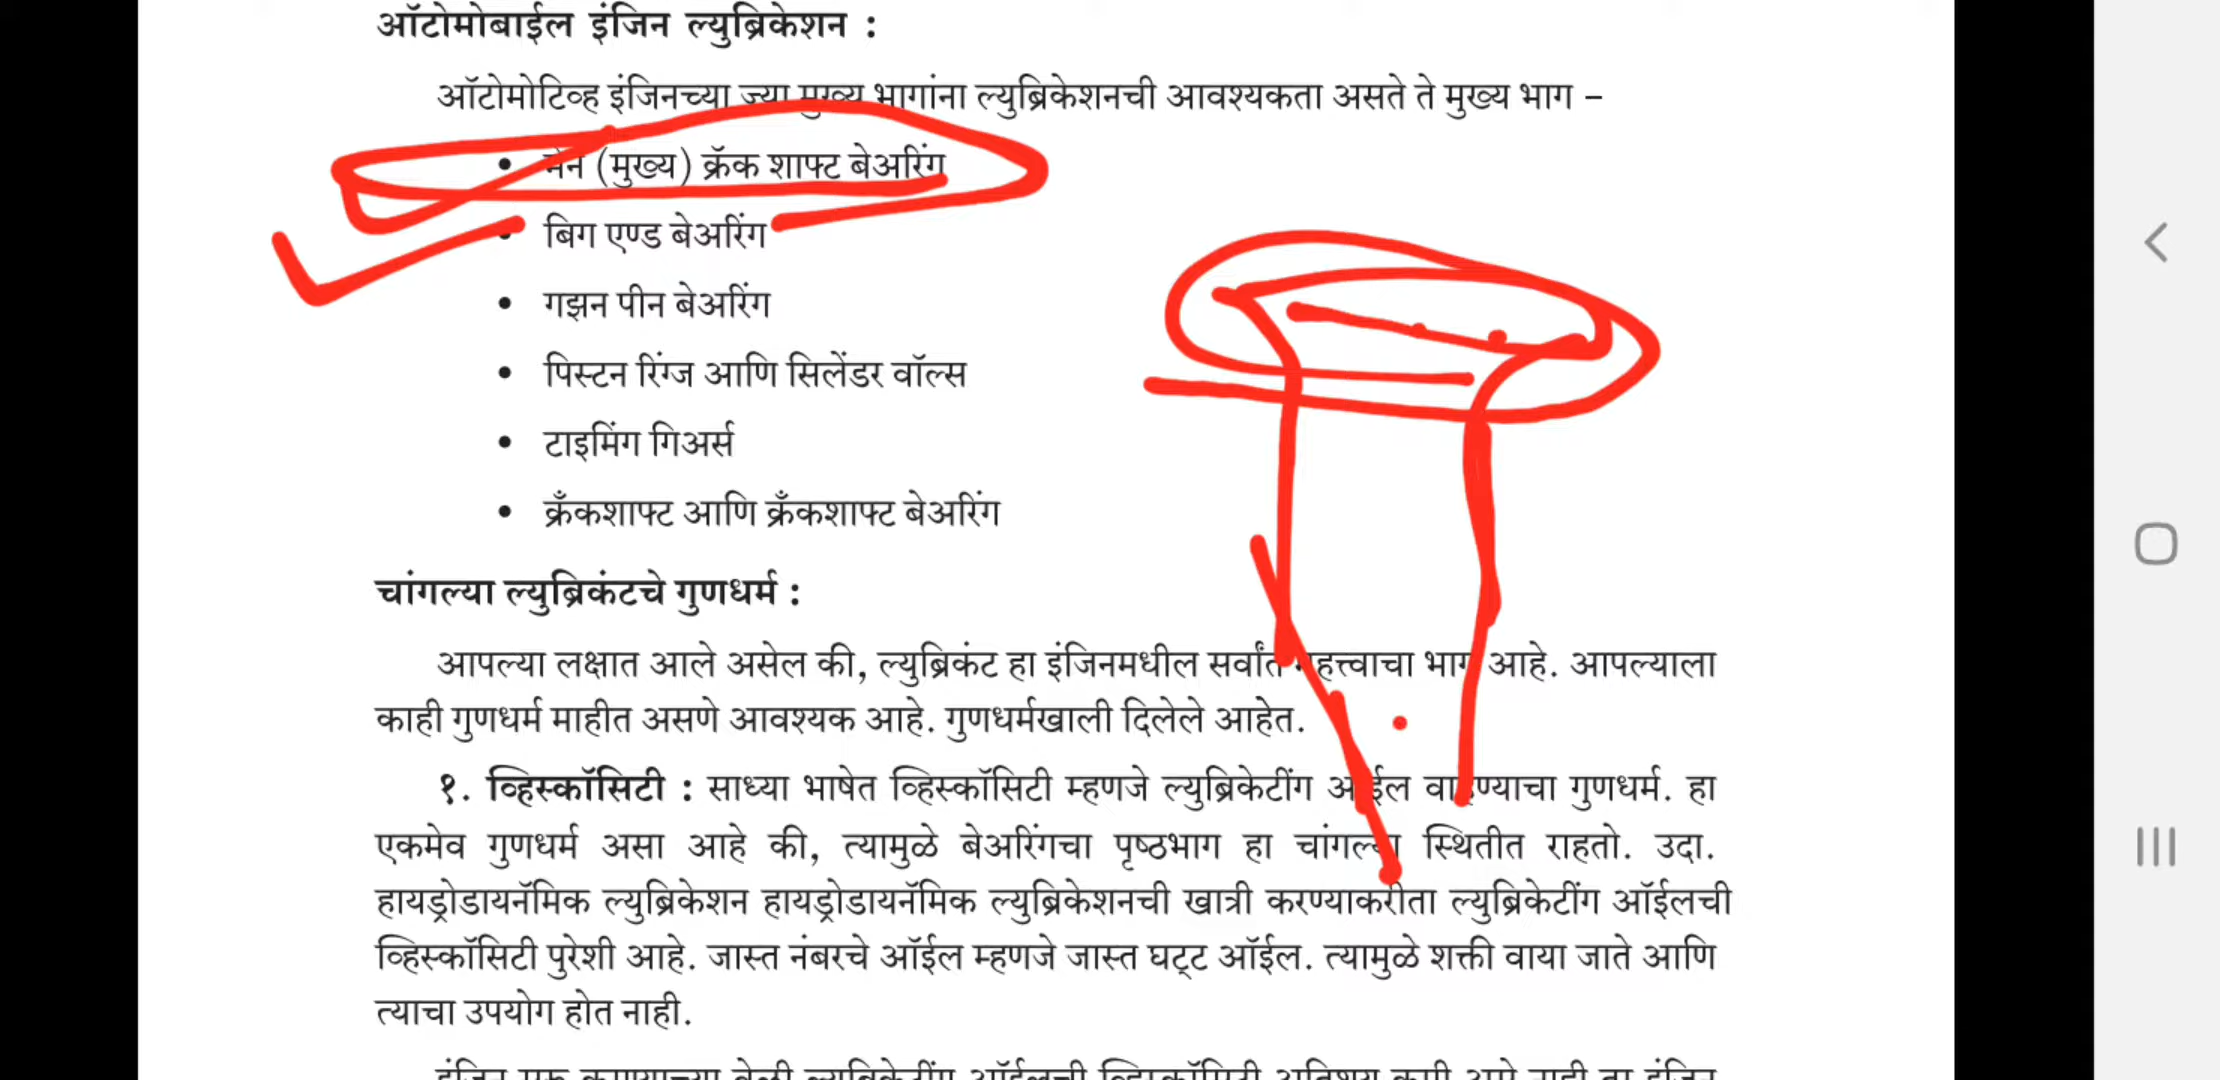 ऑटोमोबाईल इंजिन ल्युब्रिकेशन :
ऑटोमोटिव्ह इंजिनच्या ज्या मुख्य भागांना ल्युब्रिकेशनची आवश्यकता असते ते मुख्य भाग –
• मेन (मुख्य) क्रॅक शाफ्ट बेअरिंग
• बिग एण्ड बेअरिंग
• गझन पीन बेअरिंग
• पिस्टन रिंग्ज आणि सिलेंडर वॉल्स
• टाइमिंग गिअर्स
• क्रँकशाफ्ट आणि क्रँकशाफ्ट बेअरिंग
चांगल्या ल्युब्रिकंटचे गुणधर्म :
आपल्या लक्षात आले असेल की, ल्युब्रिकंट हा इंजिनमधील सर्वांत महत्त्वाचा भाग आहे. आपल्याला
काही गुणधर्म माहीत असणे आवश्यक आहे. गुणधर्मखाली दिलेले आहेत.
१. व्हिस्कॉसिटी : साध्या भाषेत व्हिस्कॉसिटी म्हणजे ल्युब्रिकेटींग ऑईल वाहण्याचा गुणधर्म. हा
एकमेव गुणधर्म असा आहे की, त्यामुळे बेअरिंगचा पृष्ठभाग हा चांगल्या स्थितीत राहतो. उदा.
हायड्रोडायनॅमिक ल्युब्रिकेशन हायड्रोडायनॅमिक ल्युब्रिकेशनची खात्री करण्याकरीता ल्युब्रिकेटींग ऑईलची
व्हिस्कॉसिटी पुरेशी आहे. जास्त नंबरचे ऑईल म्हणजे जास्त घट्ट ऑईल. त्यामुळे शक्ती वाया जाते आणि
त्याचा उपयोग होत नाही.